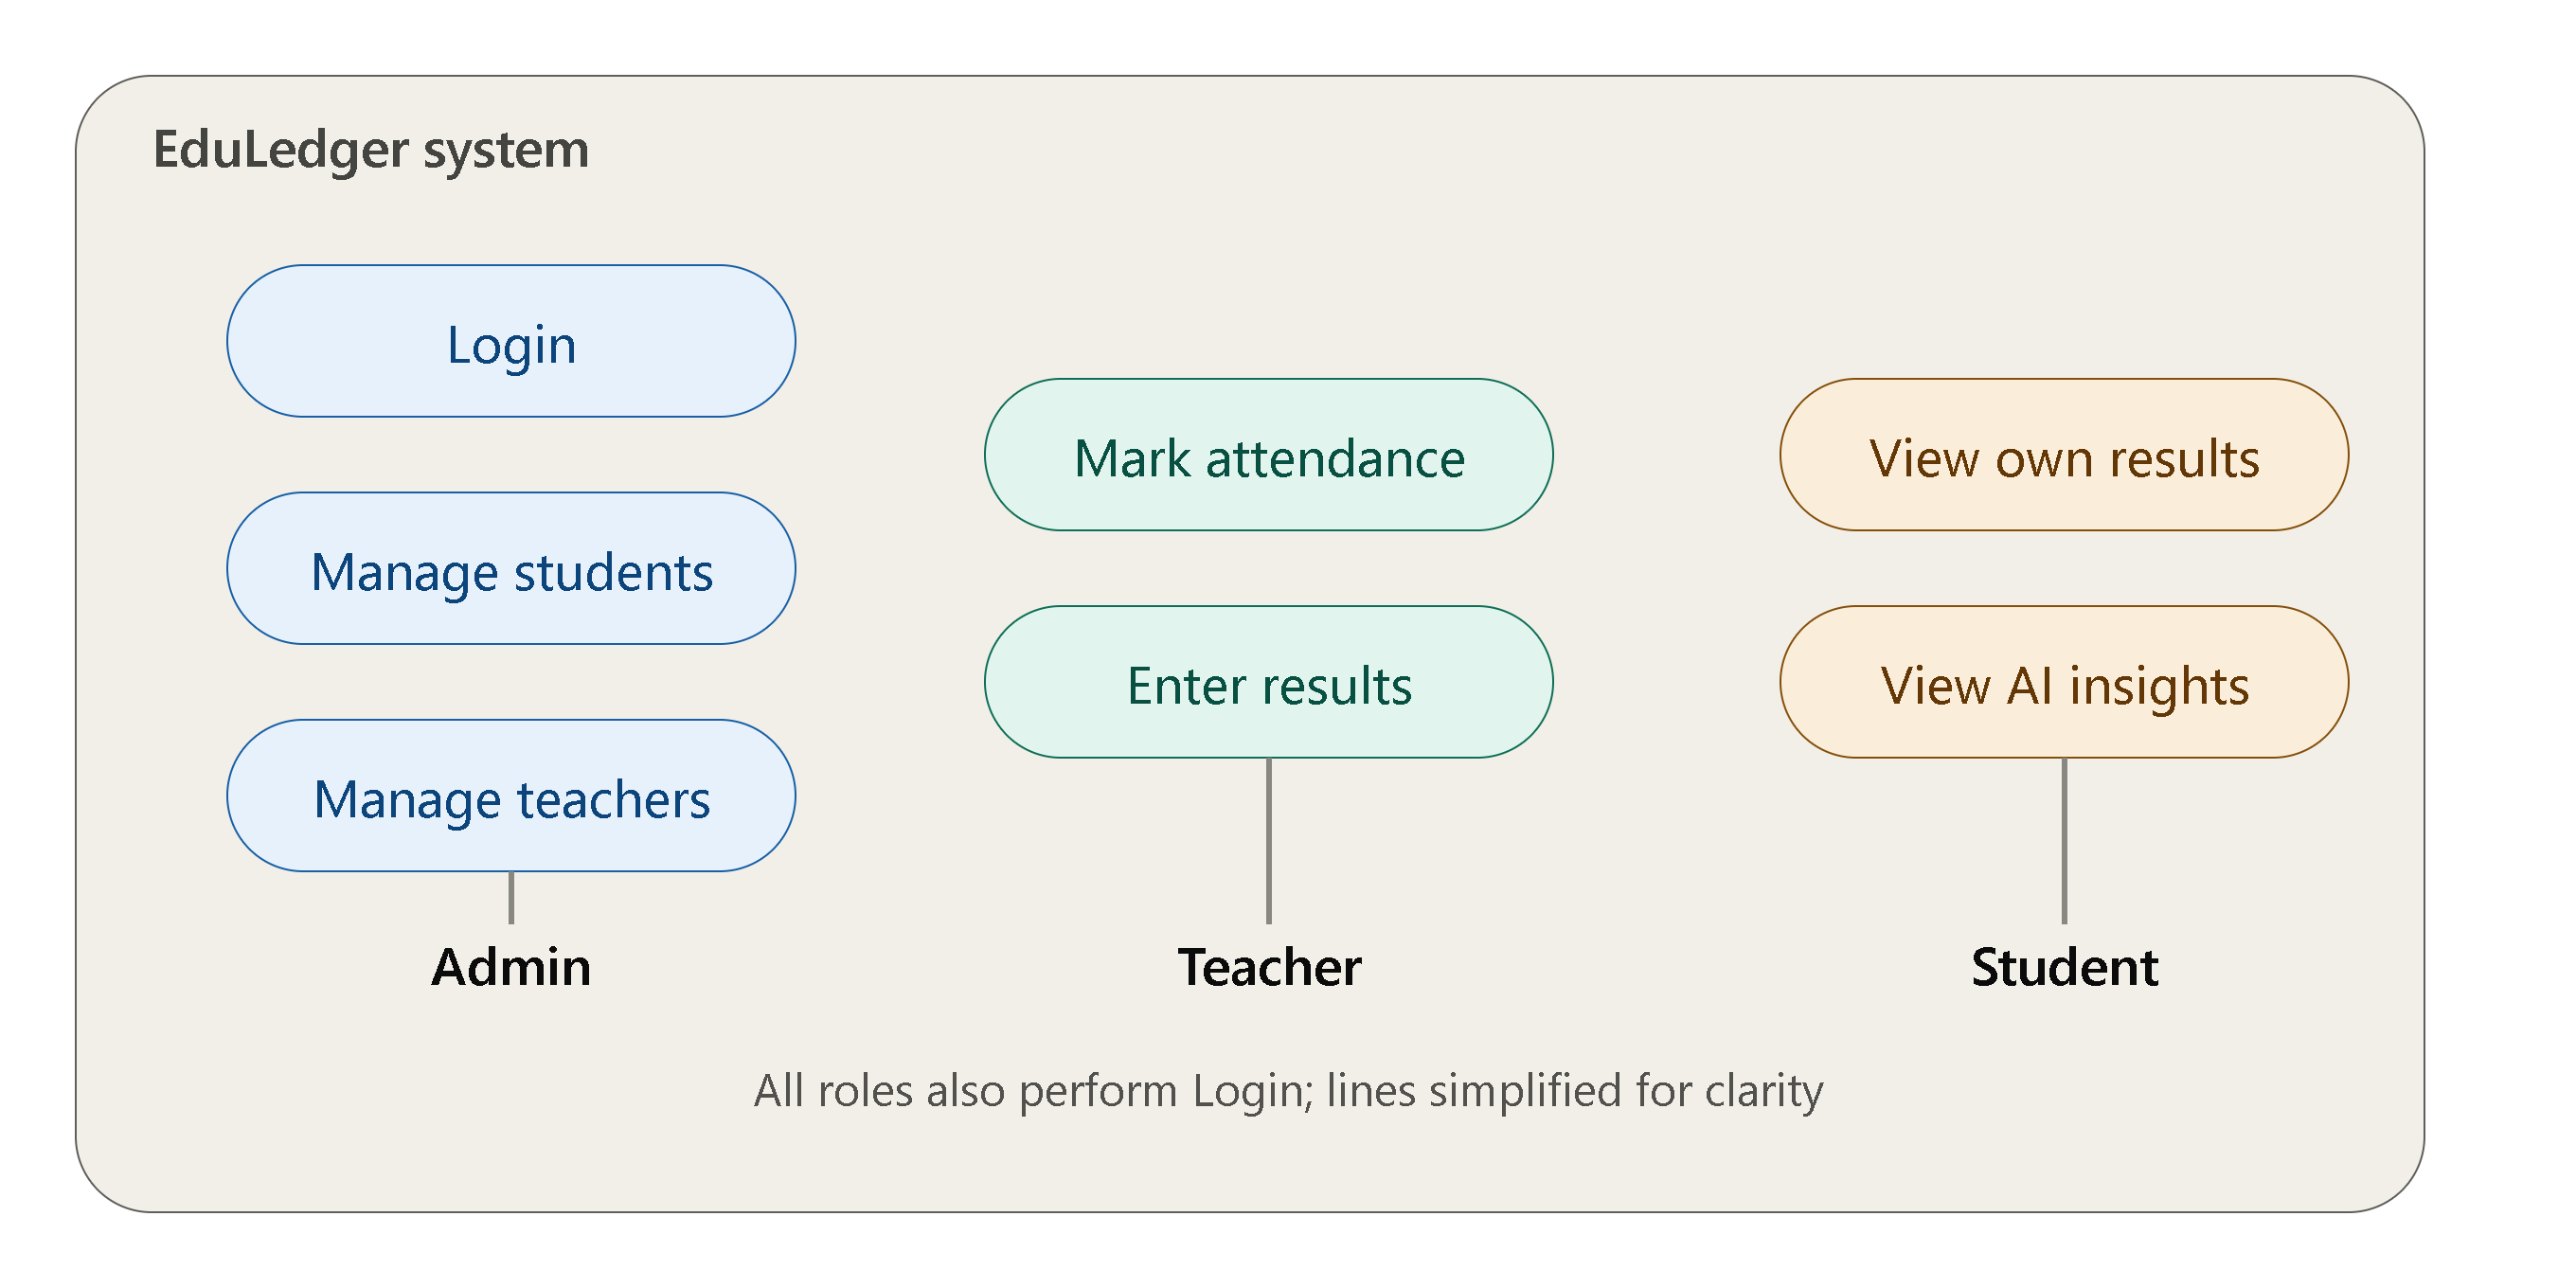 EduLedger system
Login
Manage students
Manage teachers
Admin
Mark attendance
Enter results
Teacher
View own results
View AI insights
Student
All roles also perform Login; lines simplified for clarity